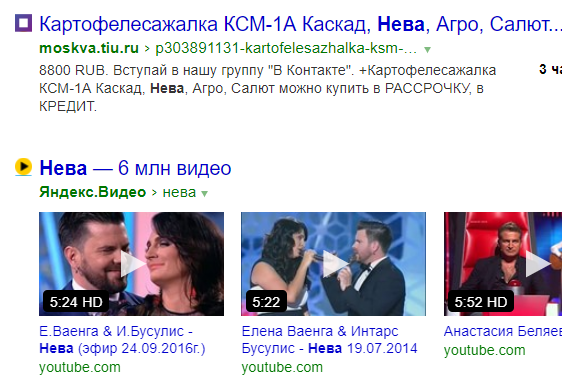 Картофелесажалка КСМ-1А Каскад, Нева, Агро, Салют...
moskva.tiu.ru › p303891131-kartofelesazhalka-ksm-...
8800 RUB. Вступай в нашу группу "В Контакте". +Картофелесажалка
КСМ-1А Каскад, Нева, Агро, Салют можно купить в РАССРОЧКУ, в
КРЕДИТ.
3 ча
Нева — 6 млн видео
Яндекс.Видео › нева
5:24 HD
5:22
5:52 HD
Е.Ваенга & И.Бусулис -
Нева (эфир 24.09.2016г.)
youtube.com
Елена Ваенга & Интарс
Бусулис - Нева 19.07.2014
youtube.com
Анастасия Беляев
youtube.com